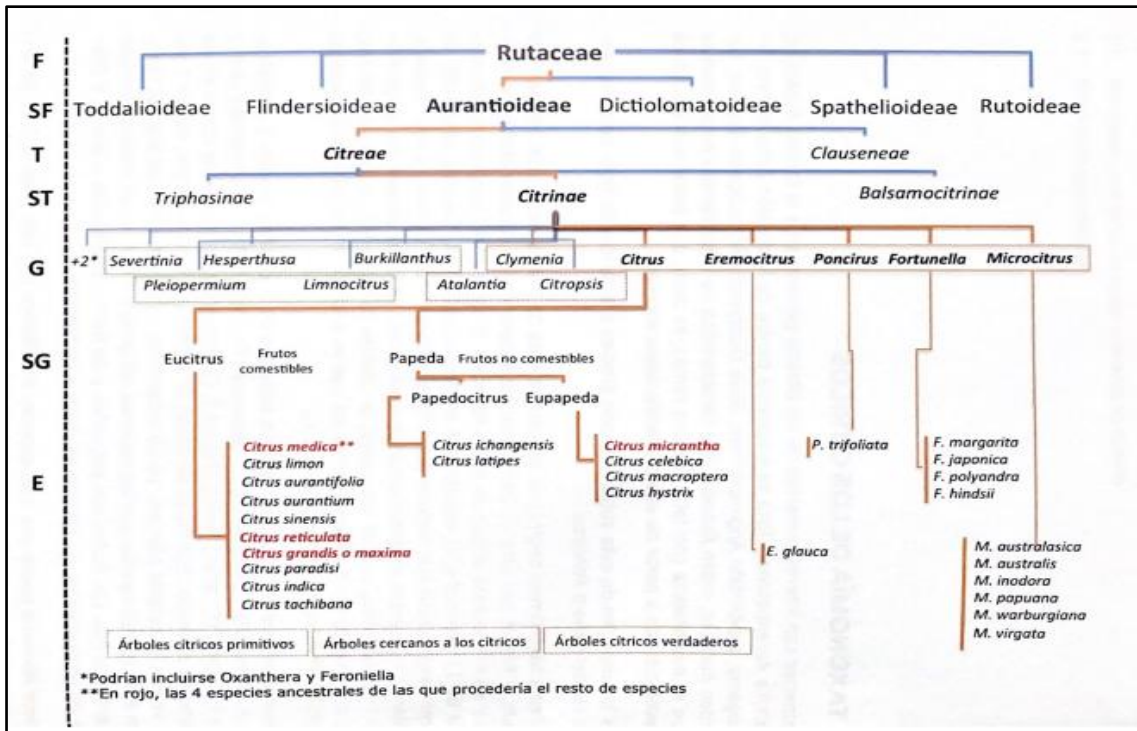 F
Rutaceae
SF
Toddalioideae Flindersioideae Aurantioideae Dictiolomatoideae Spathelioideae Rutoideae
T
Citreae Clauseneae
ST
Triphasinae Citrinae Balsamocitrinae
G
+2* Severtinia Hesperthusa Burkillanthus Clymenia Citrus Eremocitrus Poncirus Fortunella Microcitrus
Pleiopermium Limnocitrus Atalantia Citropsis
SG
Eucitrus
Frutos
comestibles
Papeda Frutos no comestibles
Papedocitrus Eupapeda
E
Citrus medica**
Citrus limon
Citrus aurantifolia
Citrus aurantium
Citrus sinensis
Citrus reticulata
Citrus grandis o maxima
Citrus paradisi
Citrus indica
Citrus tachibana
Citrus ichangensis
Citrus latipes
Citrus micrantha
Citrus celebica
Citrus macroptera
Citrus hystrix
E. glauca
P. trifoliata
F. margarita
F. japonica
F. polyandra
F. hindsii
M. australasica
M. australis
M. inodora
M. papuana
M. warburgiana
M. virgata
Árboles cítricos primitivos
Árboles cercanos a los cítricos
Árboles cítricos verdaderos
*Podrían incluirse Oxanthera y Feroniella
**En rojo, las 4 especies ancestrales de las que procedería el resto de especies